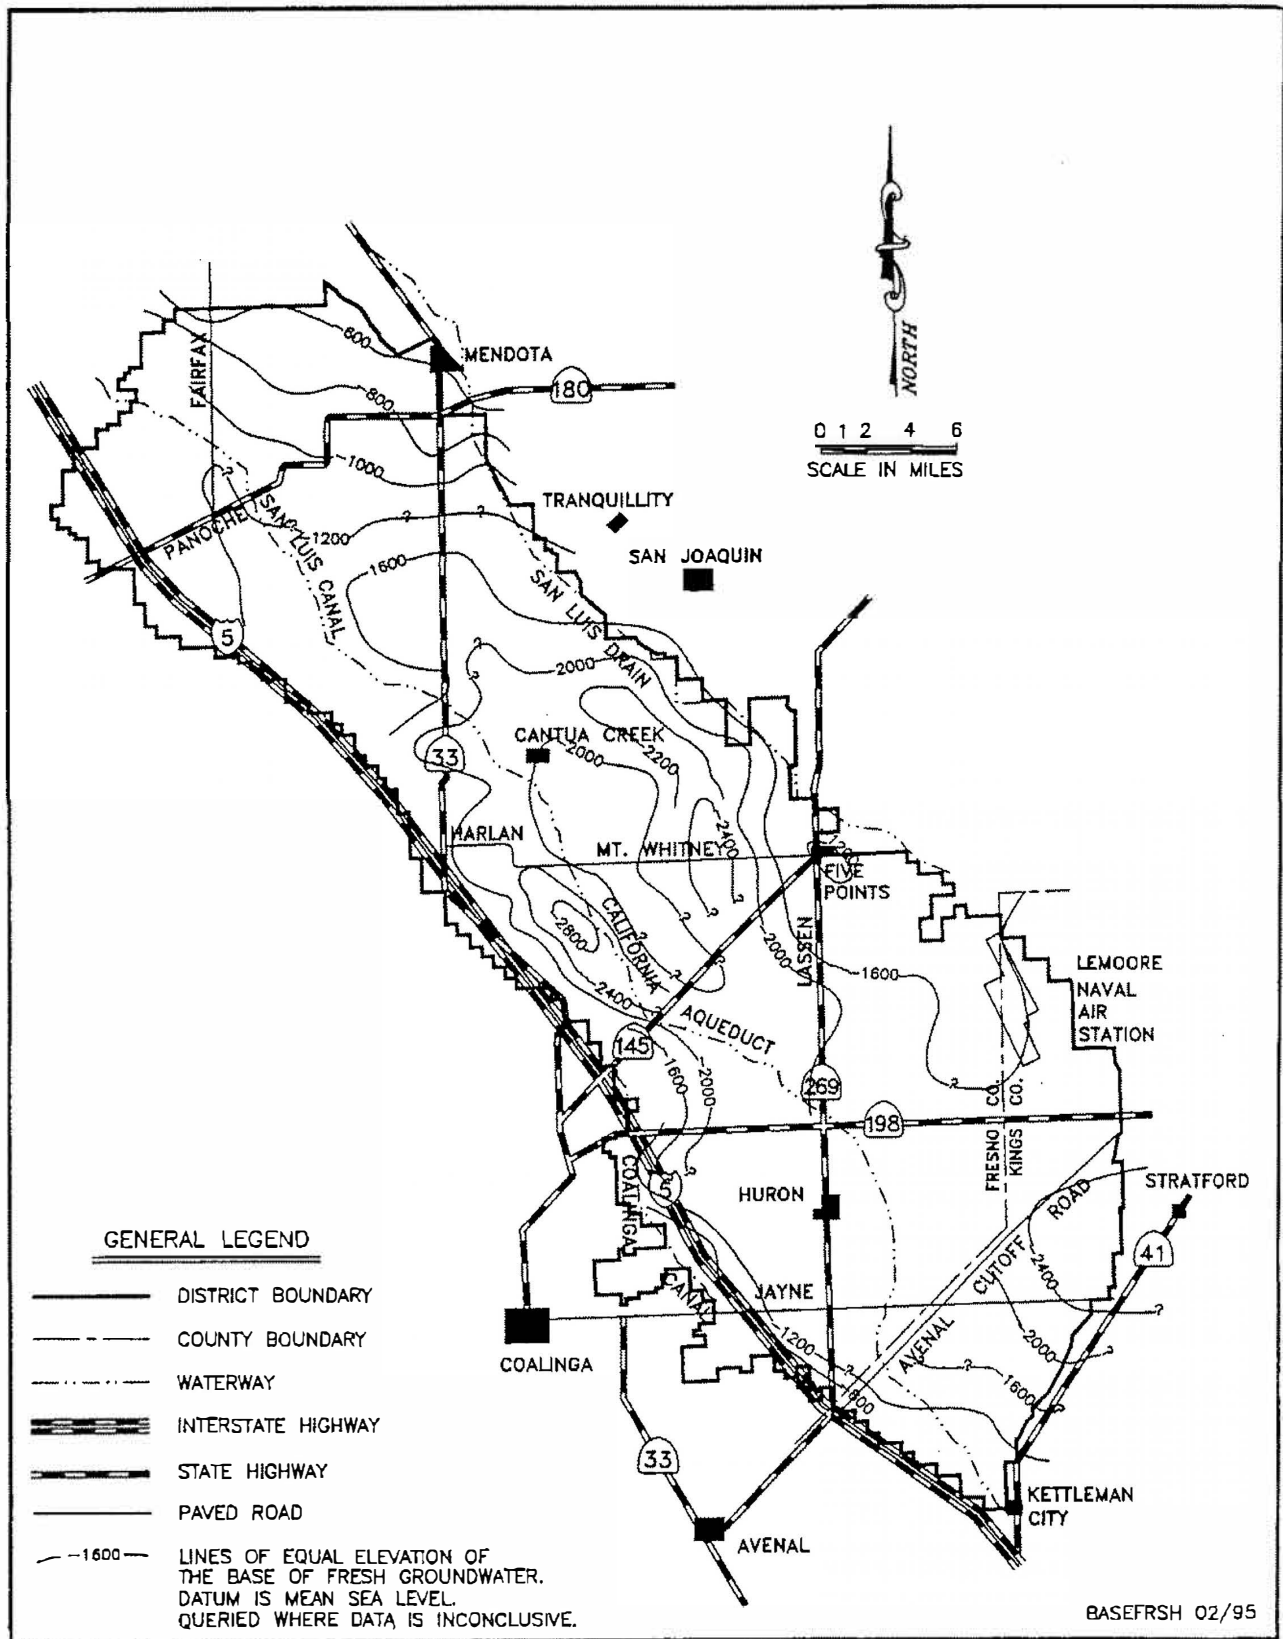 NORTH
0 1 2 4 6
SCALE IN MILES
-600
FAIRFAX
MENDOTA
180
-800
-1000
TRANQUILLITY
SAN JOAQUIN
PANOCHE
SAN LUIS CANAL
-1200
-1600
SAN LUIS DRAIN
5
-2000
CANTUA CREEK
33
-2000
-2200
-2400
HARLAN
MT. WHITNEY
FIVE
POINTS
CALIFORNIA
AQUEDUCT
-2800
-2400
-2000
LASSEN
-1600
LEMOORE
NAVAL
AIR
STATION
145
-1600
-2000
269
198
FRESNO CO.
KINGS CO.
COALINGA
CANAL
5
HURON
STRATFORD
41
AVENAL CUTOFF ROAD
-2400
JAYNE
COALINGA
-1200
-2000
-1600
-800
33
KETTLEMAN
CITY
AVENAL
GENERAL LEGEND
DISTRICT BOUNDARY
COUNTY BOUNDARY
WATERWAY
INTERSTATE HIGHWAY
STATE HIGHWAY
PAVED ROAD
-1600 LINES OF EQUAL ELEVATION OF
THE BASE OF FRESH GROUNDWATER.
DATUM IS MEAN SEA LEVEL.
QUERIED WHERE DATA IS INCONCLUSIVE.
BASEFRSH 02/95